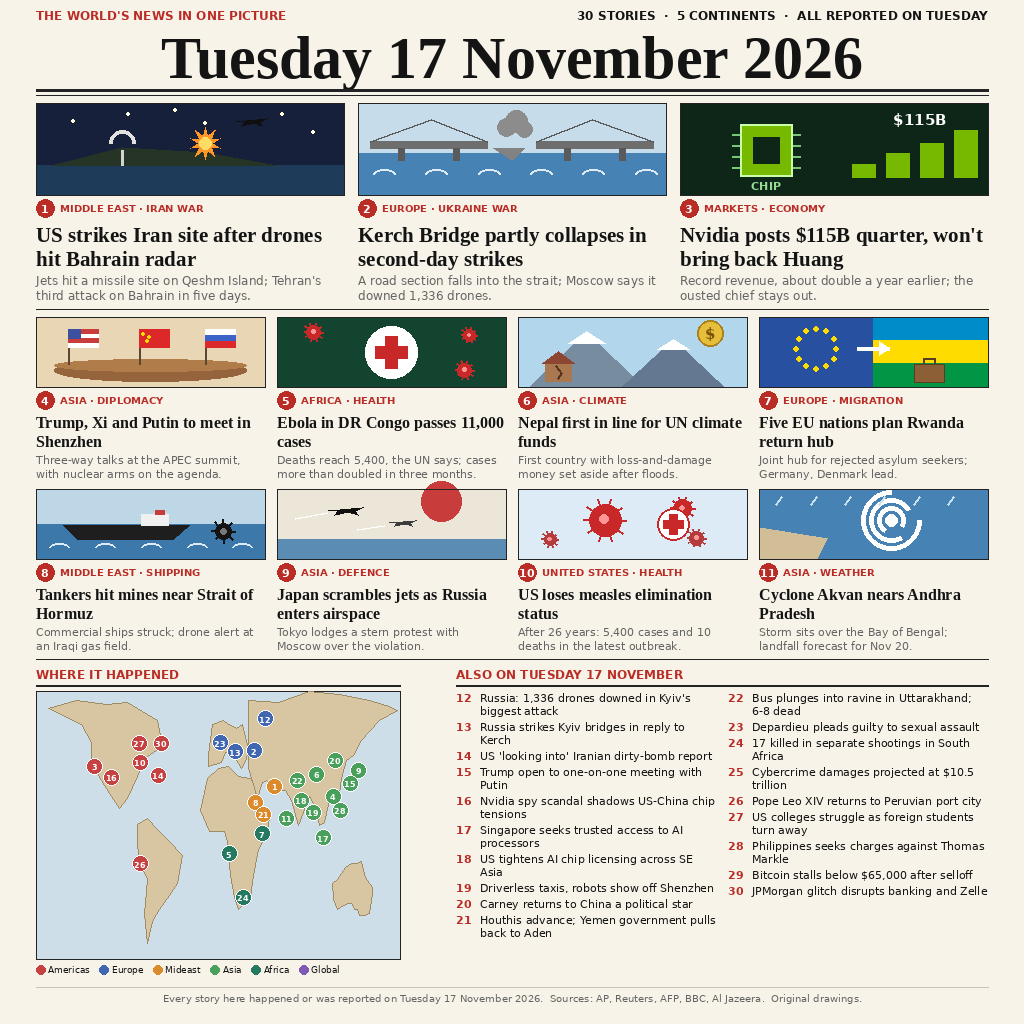 THE WORLD'S NEWS IN ONE PICTURE
30 STORIES · 5 CONTINENTS · ALL REPORTED ON TUESDAY
Tuesday 17 November 2026
$115B
CHIP
1 MIDDLE EAST · IRAN WAR
US strikes Iran site after drones
hit Bahrain radar
Jets hit a missile site on Qeshm Island; Tehran's
third attack on Bahrain in five days.
2 EUROPE · UKRAINE WAR
Kerch Bridge partly collapses in
second-day strikes
A road section falls into the strait; Moscow says it
downed 1,336 drones.
3 MARKETS · ECONOMY
Nvidia posts $115B quarter, won't
bring back Huang
Record revenue, about double a year earlier; the
ousted chief stays out.
$
4 ASIA · DIPLOMACY
Trump, Xi and Putin to meet in
Shenzhen
Three-way talks at the APEC summit,
with nuclear arms on the agenda.
5 AFRICA · HEALTH
Ebola in DR Congo passes 11,000
cases
Deaths reach 5,400, the UN says; cases
more than doubled in three months.
6 ASIA · CLIMATE
Nepal first in line for UN climate
funds
First country with loss-and-damage
money set aside after floods.
7 EUROPE · MIGRATION
Five EU nations plan Rwanda
return hub
Joint hub for rejected asylum seekers;
Germany, Denmark lead.
8 MIDDLE EAST · SHIPPING
Tankers hit mines near Strait of
Hormuz
Commercial ships struck; drone alert at
an Iraqi gas field.
9 ASIA · DEFENCE
Japan scrambles jets as Russia
enters airspace
Tokyo lodges a stern protest with
Moscow over the violation.
10 UNITED STATES · HEALTH
US loses measles elimination
status
After 26 years: 5,400 cases and 10
deaths in the latest outbreak.
11 ASIA · WEATHER
Cyclone Akvan nears Andhra
Pradesh
Storm sits over the Bay of Bengal;
landfall forecast for Nov 20.
WHERE IT HAPPENED
12
27
30
23
13
2
3
10
16
14
20
9
22
6
15
1
8
18
4
21
11
19
28
7
17
5
26
24
Americas
Europe
Mideast
Asia
Africa
Global
ALSO ON TUESDAY 17 NOVEMBER
12 Russia: 1,336 drones downed in Kyiv's
biggest attack
13 Russia strikes Kyiv bridges in reply to
Kerch
14 US 'looking into' Iranian dirty-bomb report
15 Trump open to one-on-one meeting with
Putin
16 Nvidia spy scandal shadows US-China chip
tensions
17 Singapore seeks trusted access to AI
processors
18 US tightens AI chip licensing across SE
Asia
19 Driverless taxis, robots show off Shenzhen
20 Carney returns to China a political star
21 Houthis advance; Yemen government pulls
back to Aden
22 Bus plunges into ravine in Uttarakhand;
6-8 dead
23 Depardieu pleads guilty to sexual assault
24 17 killed in separate shootings in South
Africa
25 Cybercrime damages projected at $10.5
trillion
26 Pope Leo XIV returns to Peruvian port city
27 US colleges struggle as foreign students
turn away
28 Philippines seeks charges against Thomas
Markle
29 Bitcoin stalls below $65,000 after selloff
30 JPMorgan glitch disrupts banking and Zelle
Every story here happened or was reported on Tuesday 17 November 2026. Sources: AP, Reuters, AFP, BBC, Al Jazeera. Original drawings.